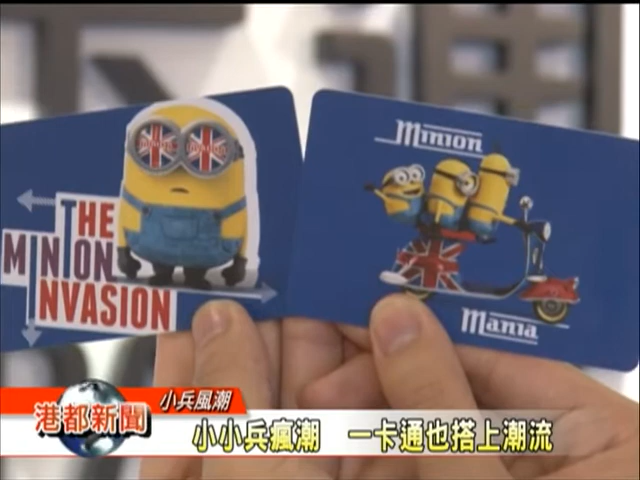 THE
MINION
INVASION
Minion
Mania
小兵風潮
港都新聞
小小兵瘋潮 一卡通也搭上潮流